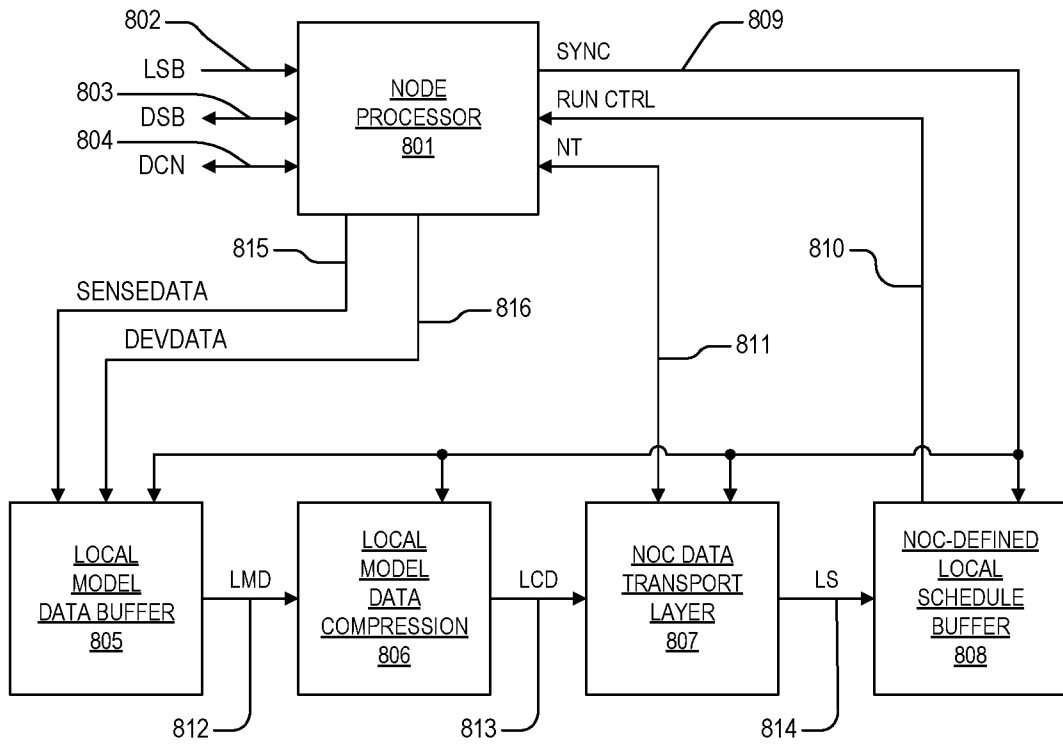 802
LSB
803
DSB
804
DCN
NODE
PROCESSOR
801
SYNC
809
RUN CTRL
NT
815
SENSEDATA
DEVDATA
816
811
810
LOCAL
MODEL
DATA BUFFER
805
LMD
812
LOCAL
MODEL
DATA
COMPRESSION
806
LCD
813
NOC DATA
TRANSPORT
LAYER
807
LS
814
NOC-DEFINED
LOCAL
SCHEDULE
BUFFER
808